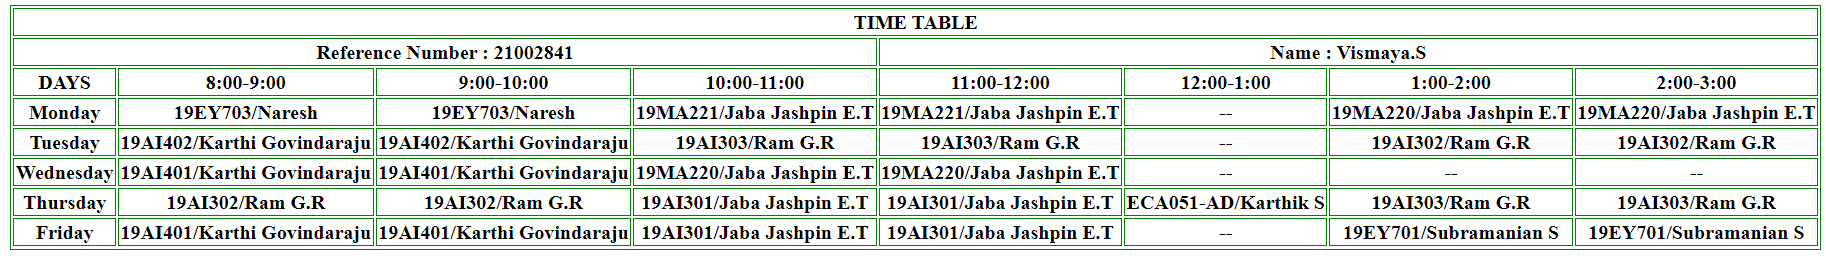 TIME TABLE
Reference Number : 21002841 Name : Vismaya.S
DAYS 8:00-9:00 9:00-10:00 10:00-11:00 11:00-12:00 12:00-1:00 1:00-2:00 2:00-3:00
Monday 19EY703/Naresh 19EY703/Naresh 19MA221/Jaba Jashpin E.T 19MA221/Jaba Jashpin E.T -- 19MA220/Jaba Jashpin E.T 19MA220/Jaba Jashpin E.T
Tuesday 19AI402/Karthi Govindaraju 19AI402/Karthi Govindaraju 19AI303/Ram G.R 19AI303/Ram G.R -- 19AI302/Ram G.R 19AI302/Ram G.R
Wednesday 19AI401/Karthi Govindaraju 19AI401/Karthi Govindaraju 19MA220/Jaba Jashpin E.T 19MA220/Jaba Jashpin E.T -- -- --
Thursday 19AI302/Ram G.R 19AI302/Ram G.R 19AI301/Jaba Jashpin E.T 19AI301/Jaba Jashpin E.T ECA051-AD/Karthik S 19AI303/Ram G.R 19AI303/Ram G.R
Friday 19AI401/Karthi Govindaraju 19AI401/Karthi Govindaraju 19AI301/Jaba Jashpin E.T 19AI301/Jaba Jashpin E.T -- 19EY701/Subramanian S 19EY701/Subramanian S